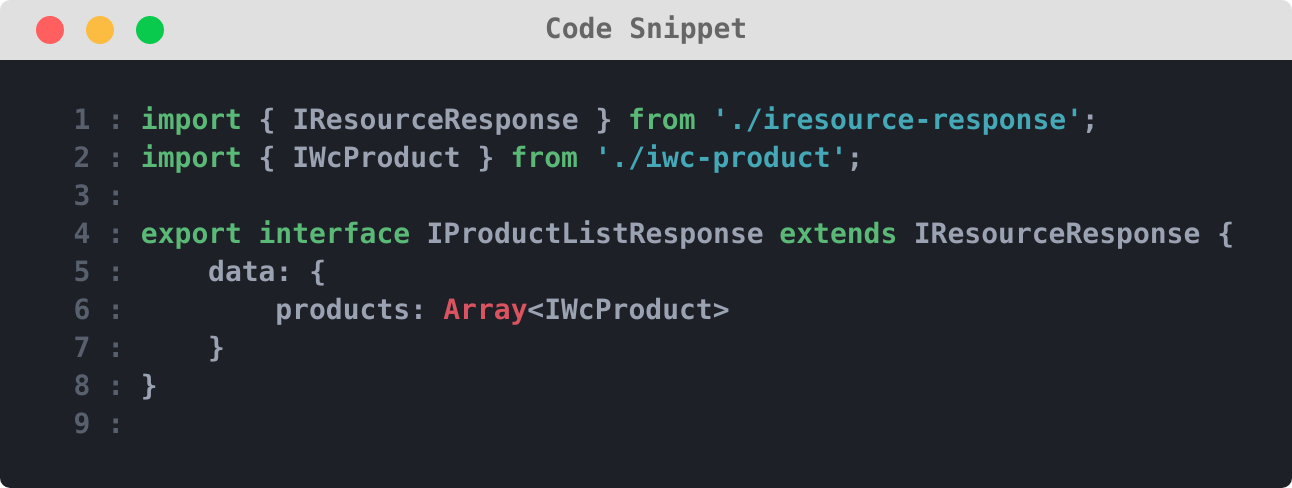 Code Snippet
1 : import { IResourceResponse } from './iresource-response';
2 : import { IWcProduct } from './iwc-product';
3 :
4 : export interface IProductListResponse extends IResourceResponse {
5 :     data: {
6 :         products: Array<IWcProduct>
7 :     }
8 : }
9 :